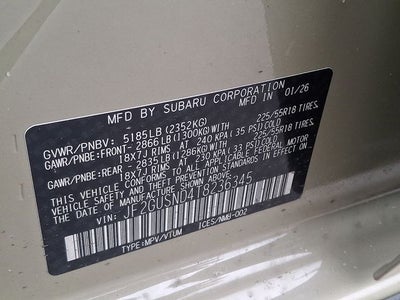 MFD BY SUBARU CORPORATION
MFD IN 01/26
GVWR/PNBV: 5185LB (2352KG)
GAWR/PNBE:FRONT- 2866LB (1300KG)WITH 225/55R18 TIRES.
18X7J RIMS AT 240 KPA( 35 PSI)COLD.
GAWR/PNBE:REAR - 2835LB (1286KG)WITH 225/55R18 TIRES.
18X7J RIMS AT 230 KPA( 33 PSI)COLD.
THIS VEHICLE CONFORMS TO ALL APPLICABLE FEDERAL MOTOR
VEHICLE SAFETY, BUMPER, AND THEFT PREVENTION STANDARDS IN
EFFECT ON THE DATE OF MANUFACTURE SHOWN ABOVE.
VIN: JF2GUSND4T8236345
TYPE:MPV/VTUM ICES/NMB-002